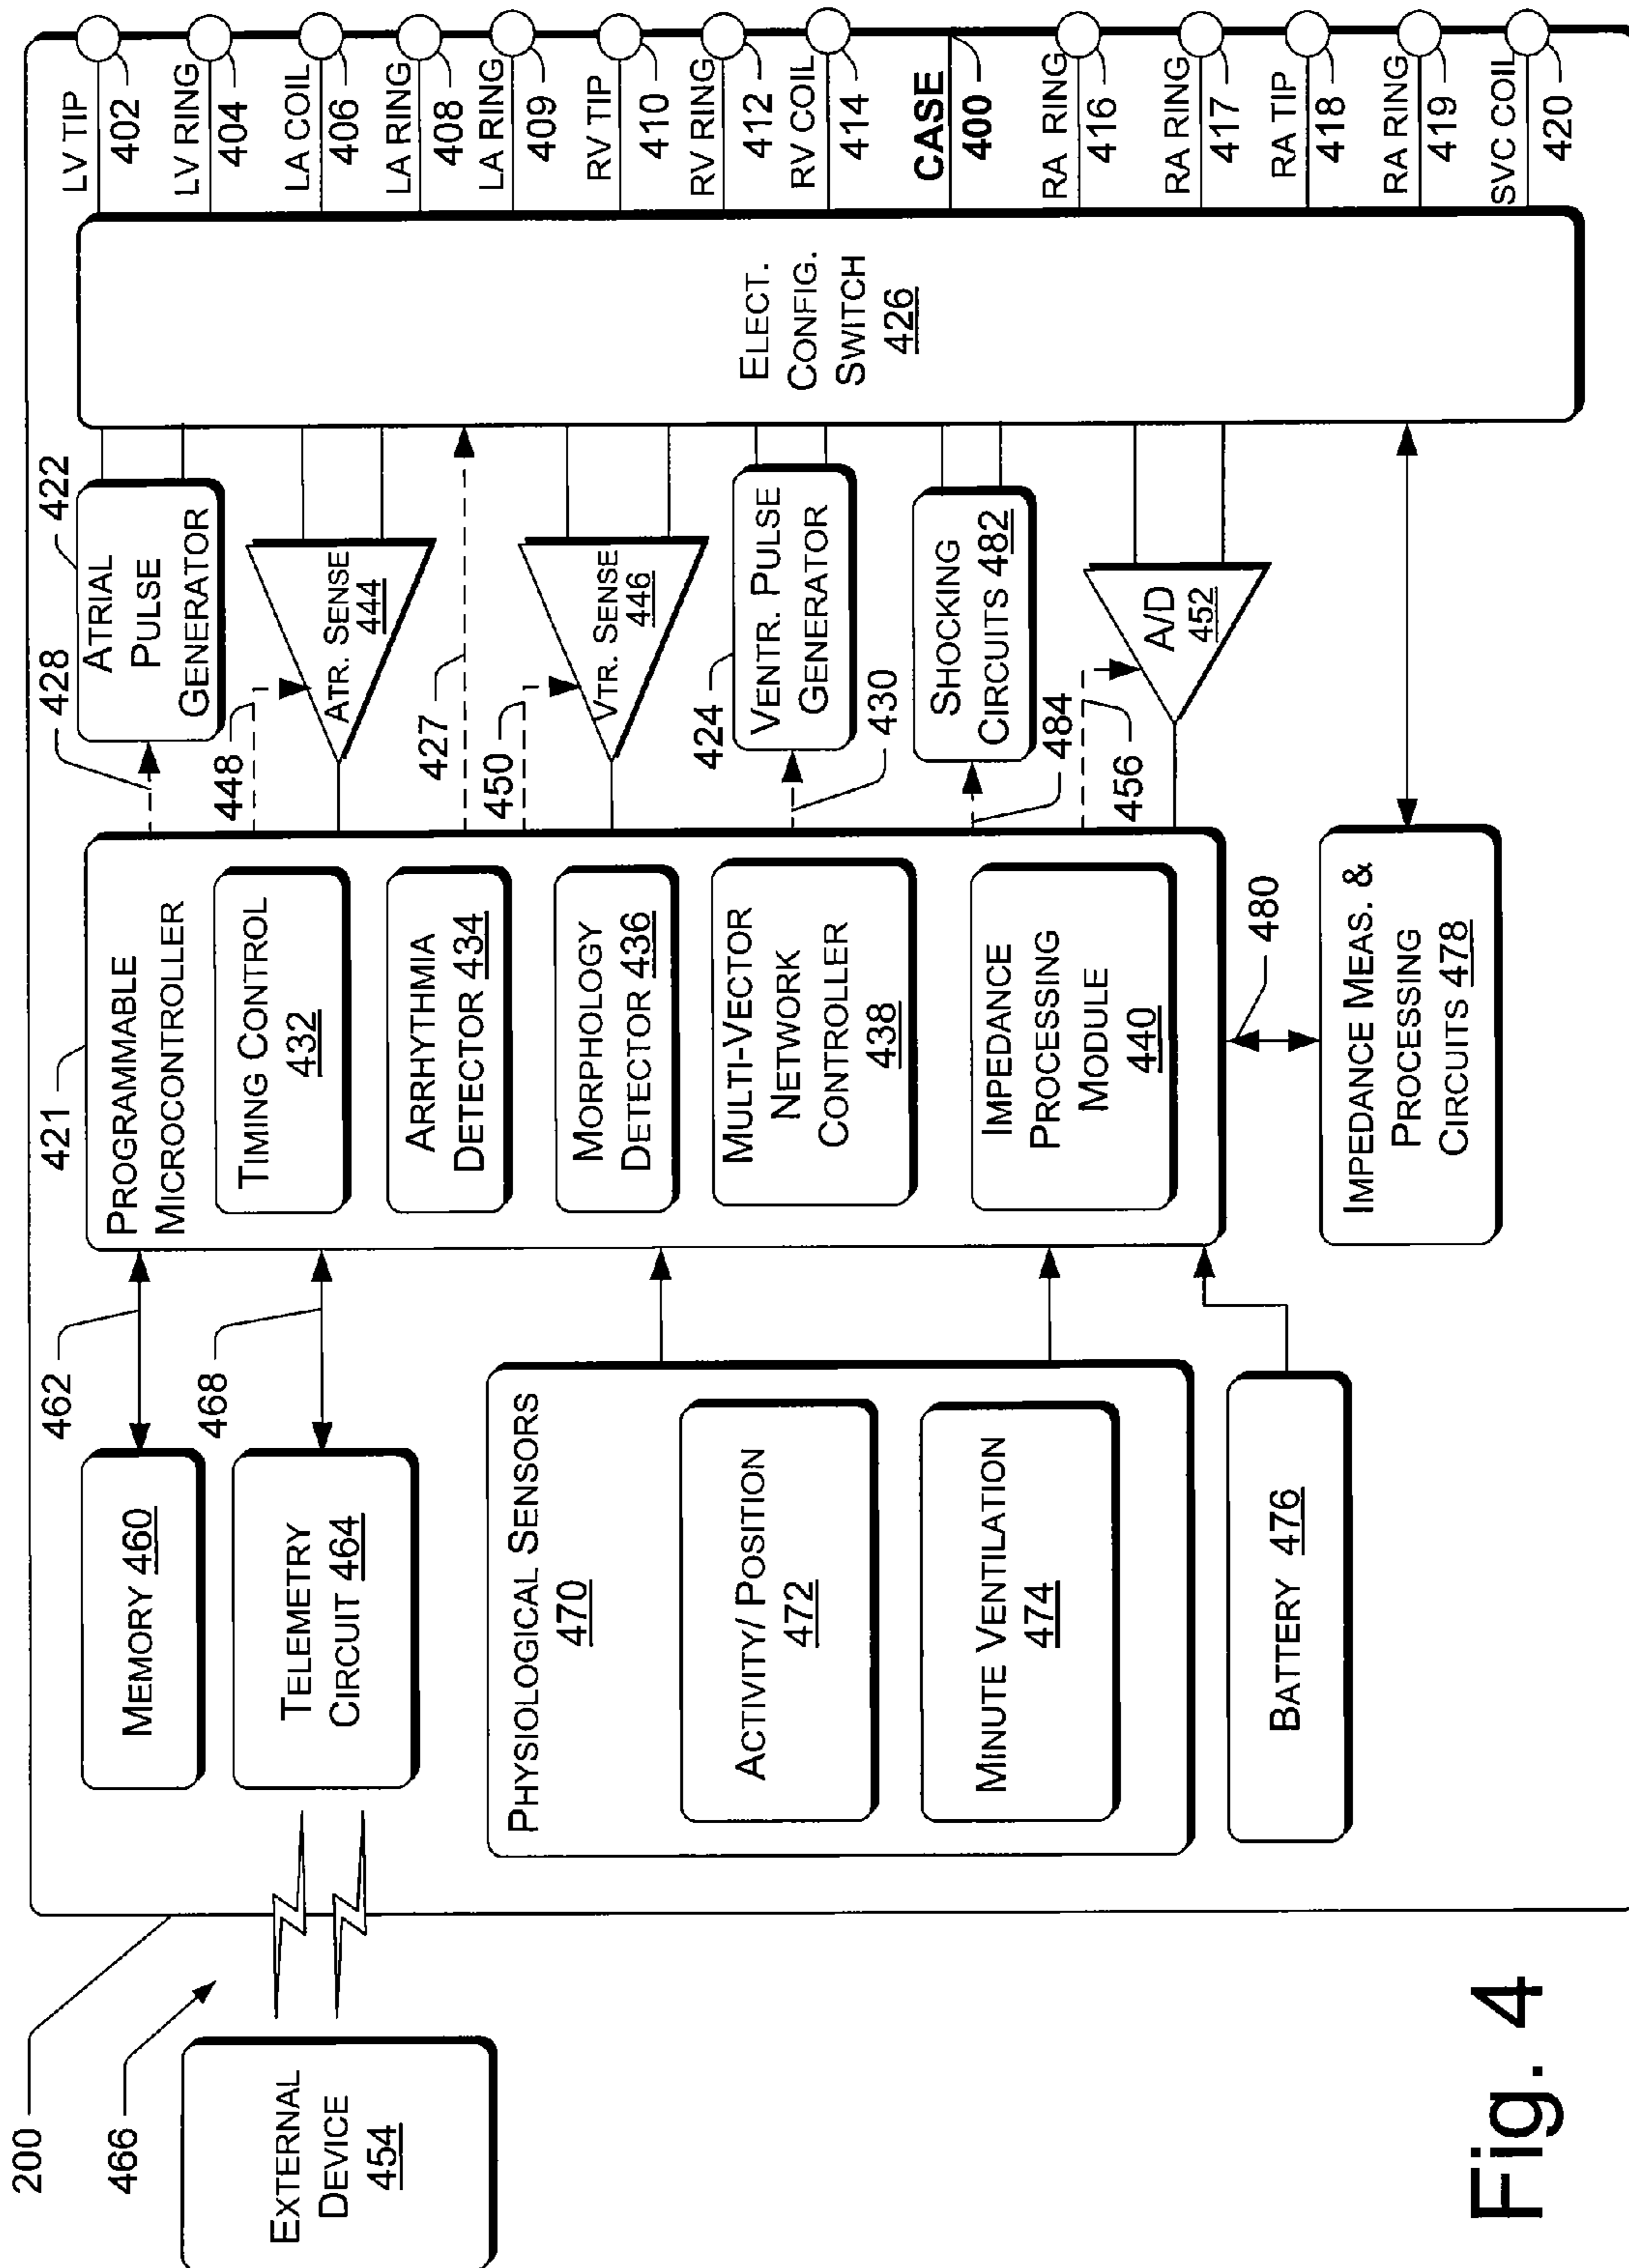 200
466
EXTERNAL
DEVICE
454
MEMORY 460
462
TELEMETRY
CIRCUIT 464
468
PHYSIOLOGICAL SENSORS
470
ACTIVITY/ POSITION
472
MINUTE VENTILATION
474
BATTERY 476
421
PROGRAMMABLE
MICROCONTROLLER
TIMING CONTROL
432
ARRHYTHMIA
DETECTOR 434
MORPHOLOGY
DETECTOR 436
MULTI-VECTOR
NETWORK
CONTROLLER
438
IMPEDANCE
PROCESSING
MODULE
440
480
IMPEDANCE MEAS. &
PROCESSING
CIRCUITS 478
428
422
ATRIAL
PULSE
GENERATOR
448
ATR. SENSE
444
427
450
VTR. SENSE
446
424
VENTR. PULSE
GENERATOR
430
SHOCKING
CIRCUITS 482
484
456
A/D
452
ELECT.
CONFIG.
SWITCH
426
LV TIP
402
LV RING
404
LA COIL
406
LA RING
408
LA RING
409
RV TIP
410
RV RING
412
RV COIL
414
CASE
400
RA RING
416
RA RING
417
RA TIP
418
RA RING
419
SVC COIL
420
Fig. 4